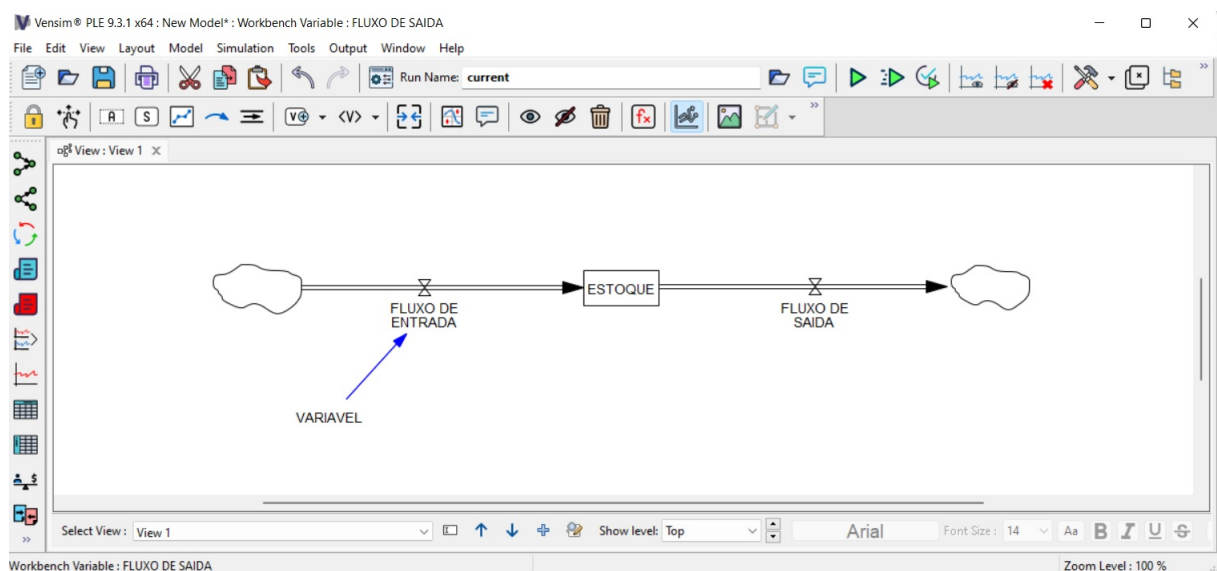 Vensim® PLE 9.3.1 x64 : New Model* : Workbench Variable : FLUXO DE SAIDA
File Edit View Layout Model Simulation Tools Output Window Help
Run Name: current
A S V <V> fx
View : View 1
ESTOQUE
FLUXO DE
ENTRADA
FLUXO DE
SAIDA
VARIAVEL
Select View : View 1 Show level: Top Arial Font Size : 14 Aa B I U S
Workbench Variable : FLUXO DE SAIDA Zoom Level : 100 %